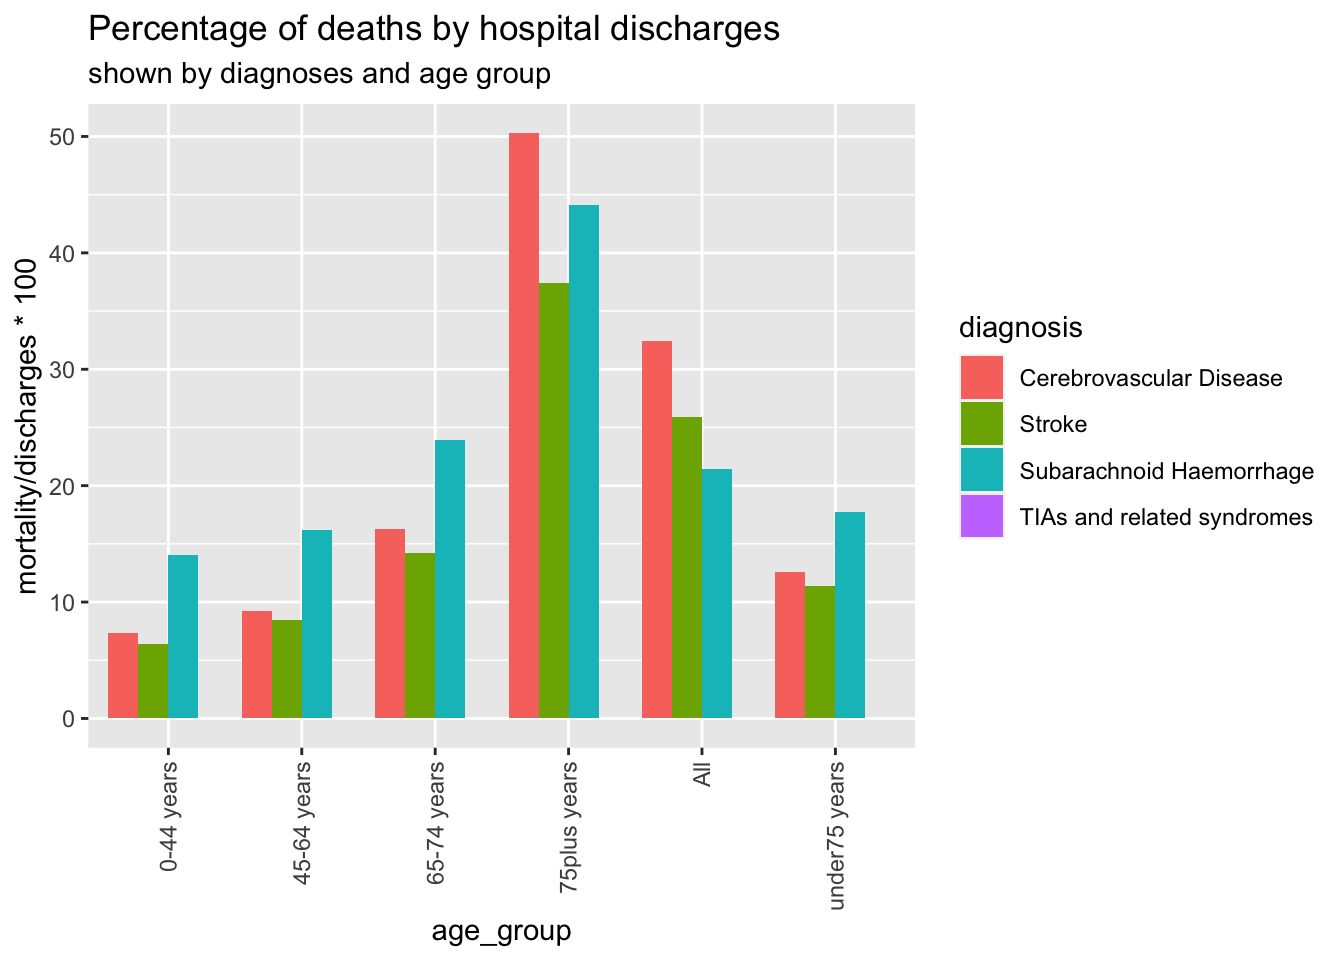 Percentage of deaths by hospital discharges
shown by diagnoses and age group
mortality/discharges * 100
50
40
30
20
10
0
0-44 years
45-64 years
65-74 years
75plus years
All
under75 years
age_group
diagnosis
Cerebrovascular Disease
Stroke
Subarachnoid Haemorrhage
TIAs and related syndromes